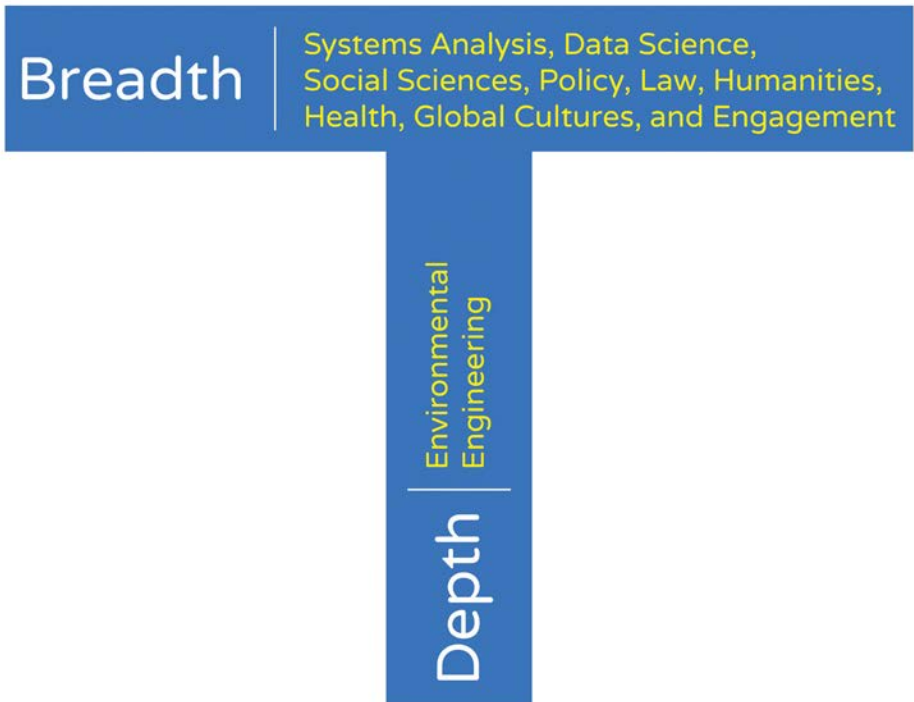 Breadth
Systems Analysis, Data Science,
Social Sciences, Policy, Law, Humanities,
Health, Global Cultures, and Engagement
Environmental
Engineering
Depth